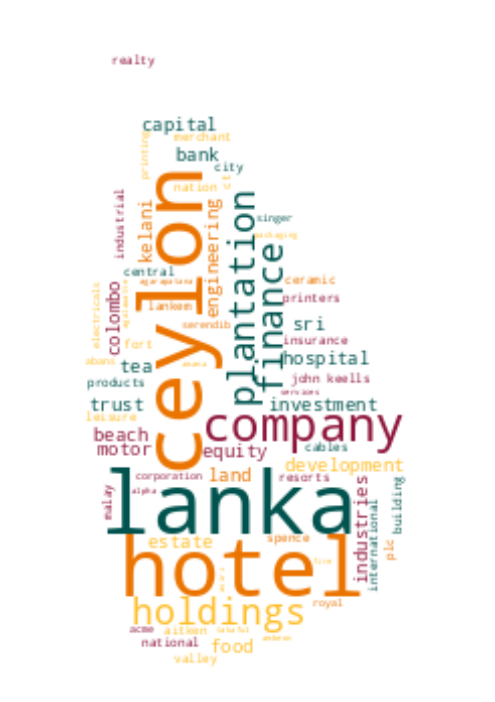 realty
capital
merchant
printing
bank
city
nation
ct
industrial
kelani
ceylon
engineering
plantation
singer
packaging
finance
central
agarapatana
ceramic
printers
electricals
colombo
lankem
serendib
sri
insurance
fort
abans
tea
hospital
products
john keells
services
trust
investment
leisure
company
beach
motor
equity
cables
development
land
corporation
resorts
alpha
malay
lanka
industries
international
building
plc
estate
spence
hotel
holdings
royal
acme
aitken
takaful
national
food
valley